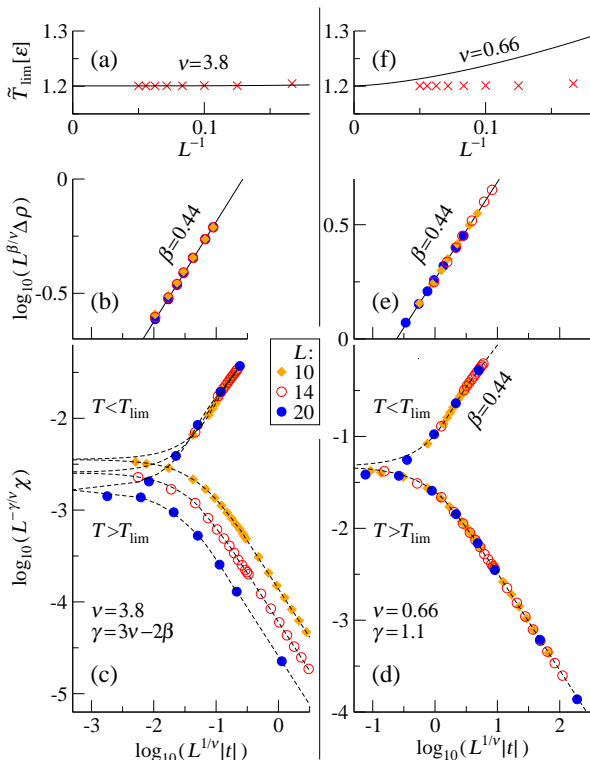 1.3
1.2
T̃lim[ε]
(a)
ν=3.8
0
0.1
L⁻¹
1.3
1.2
(f)
ν=0.66
0
0.1
L⁻¹
0
-0.5
log₁₀(L^{β/ν}Δρ)
β=0.44
(b)
0.5
0
β=0.44
(e)
L:
10
14
20
-2
-3
-4
-5
log₁₀(L^{-γ/ν}χ)
T<Tlim
T>Tlim
ν=3.8
γ=3ν−2β
(c)
-3
-2
-1
0
log₁₀(L^{1/ν}|t|)
0
-1
-2
-3
-4
T<Tlim
β=0.44
T>Tlim
ν=0.66
γ=1.1
(d)
-1
0
1
2
log₁₀(L^{1/ν}|t|)